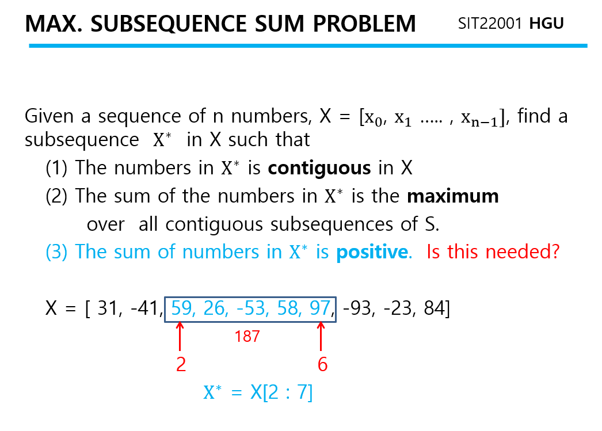 MAX. SUBSEQUENCE SUM PROBLEM SIT22001 HGU
Given a sequence of n numbers, X = [x₀, x₁ ..... , xₙ₋₁], find a
subsequence X* in X such that
(1) The numbers in X* is contiguous in X
(2) The sum of the numbers in X* is the maximum
over all contiguous subsequences of S.
(3) The sum of numbers in X* is positive. Is this needed?
X = [ 31, -41, 59, 26, -53, 58, 97, -93, -23, 84]
187
2 6
X* = X[2 : 7]